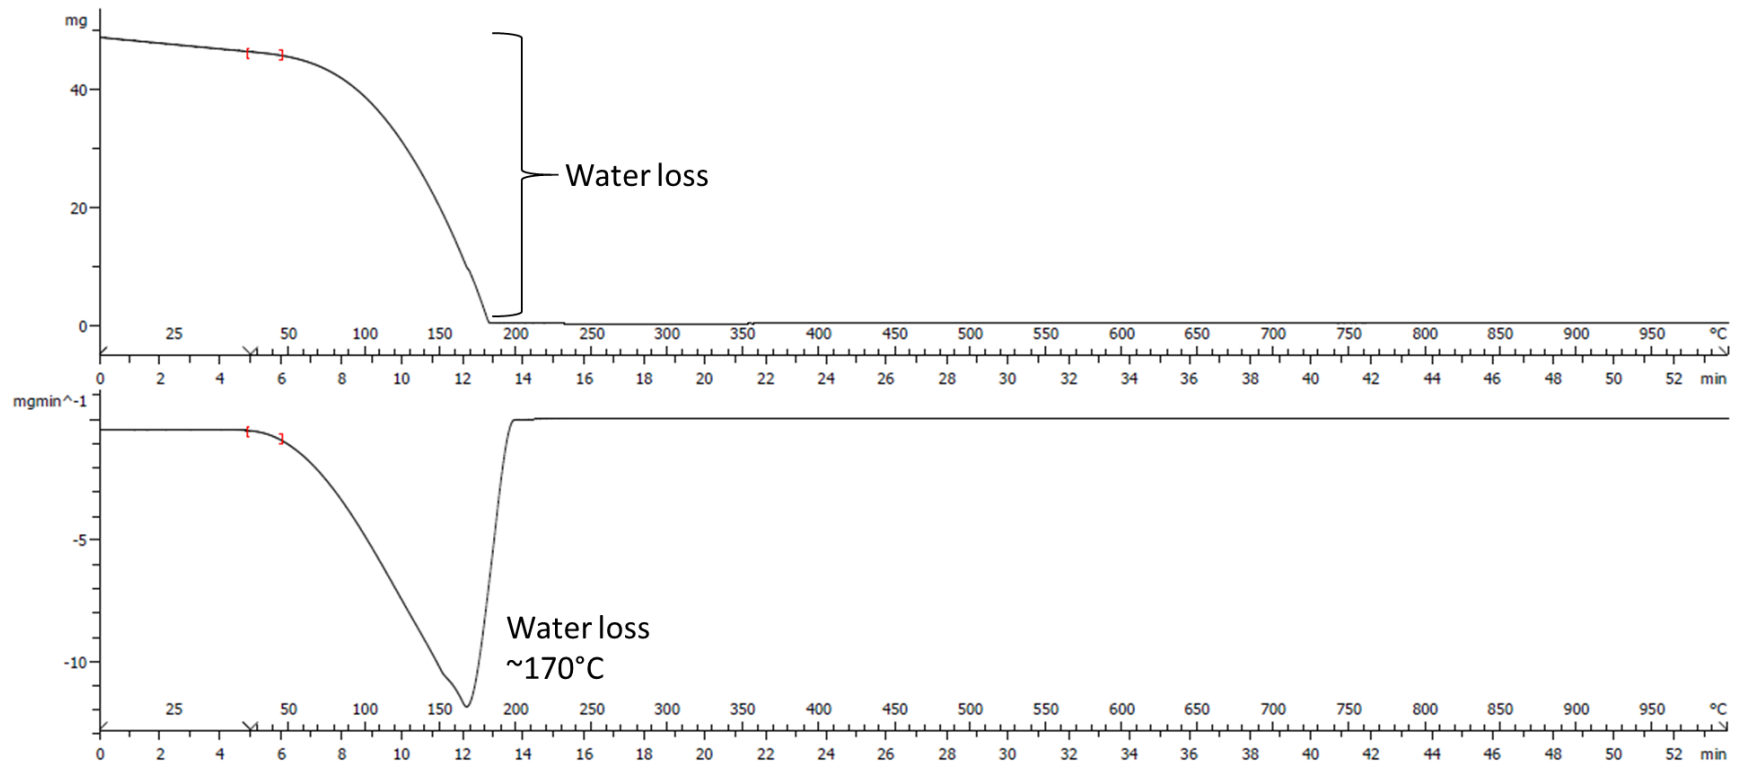 mg
40
20
0
Water loss
25 50 100 150 200 250 300 350 400 450 500 550 600 650 700 750 800 850 900 950 °C
0 2 4 6 8 10 12 14 16 18 20 22 24 26 28 30 32 34 36 38 40 42 44 46 48 50 52 min
mgmin^-1
-5
-10
Water loss
~170°C
25 50 100 150 200 250 300 350 400 450 500 550 600 650 700 750 800 850 900 950 °C
0 2 4 6 8 10 12 14 16 18 20 22 24 26 28 30 32 34 36 38 40 42 44 46 48 50 52 min